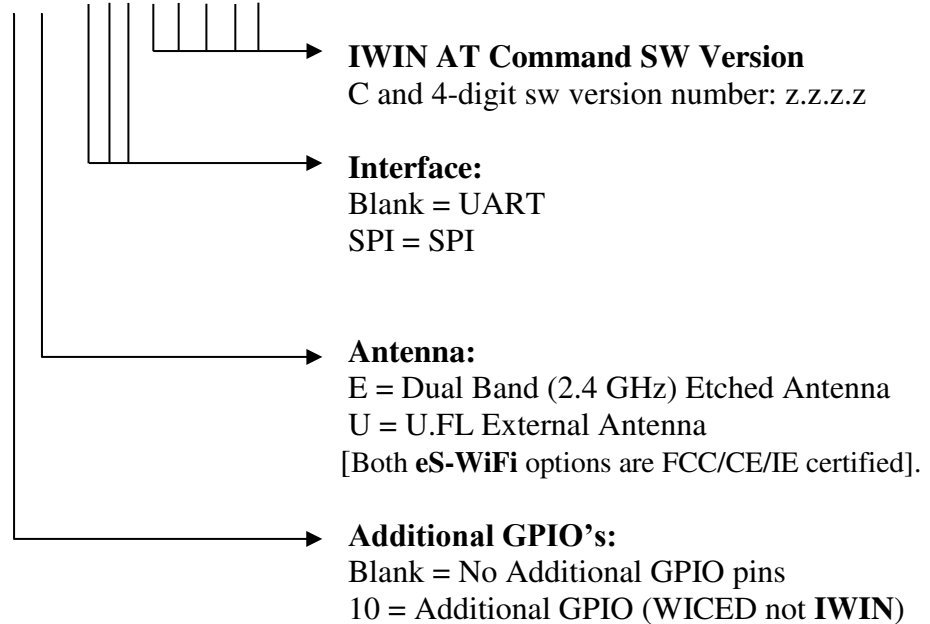 IWIN AT Command SW Version
C and 4-digit sw version number: z.z.z.z
Interface:
Blank = UART
SPI = SPI
Antenna:
E = Dual Band (2.4 GHz) Etched Antenna
U = U.FL External Antenna
[Both eS-WiFi options are FCC/CE/IE certified].
Additional GPIO's:
Blank = No Additional GPIO pins
10 = Additional GPIO (WICED not IWIN)